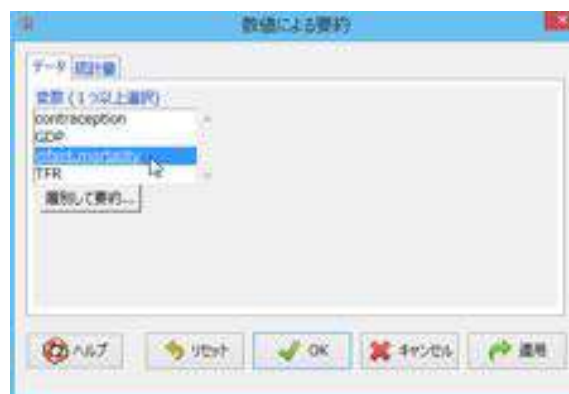 数値による要約
データ 統計量
変数 (1つ以上選択)
contraception
GDP
infant.mortality
TFR
層別して要約...
ヘルプ リセット OK キャンセル 適用